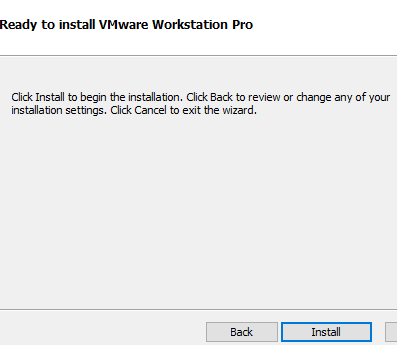 Ready to install VMware Workstation Pro
Click Install to begin the installation. Click Back to review or change any of your
installation settings. Click Cancel to exit the wizard.
Back
Install